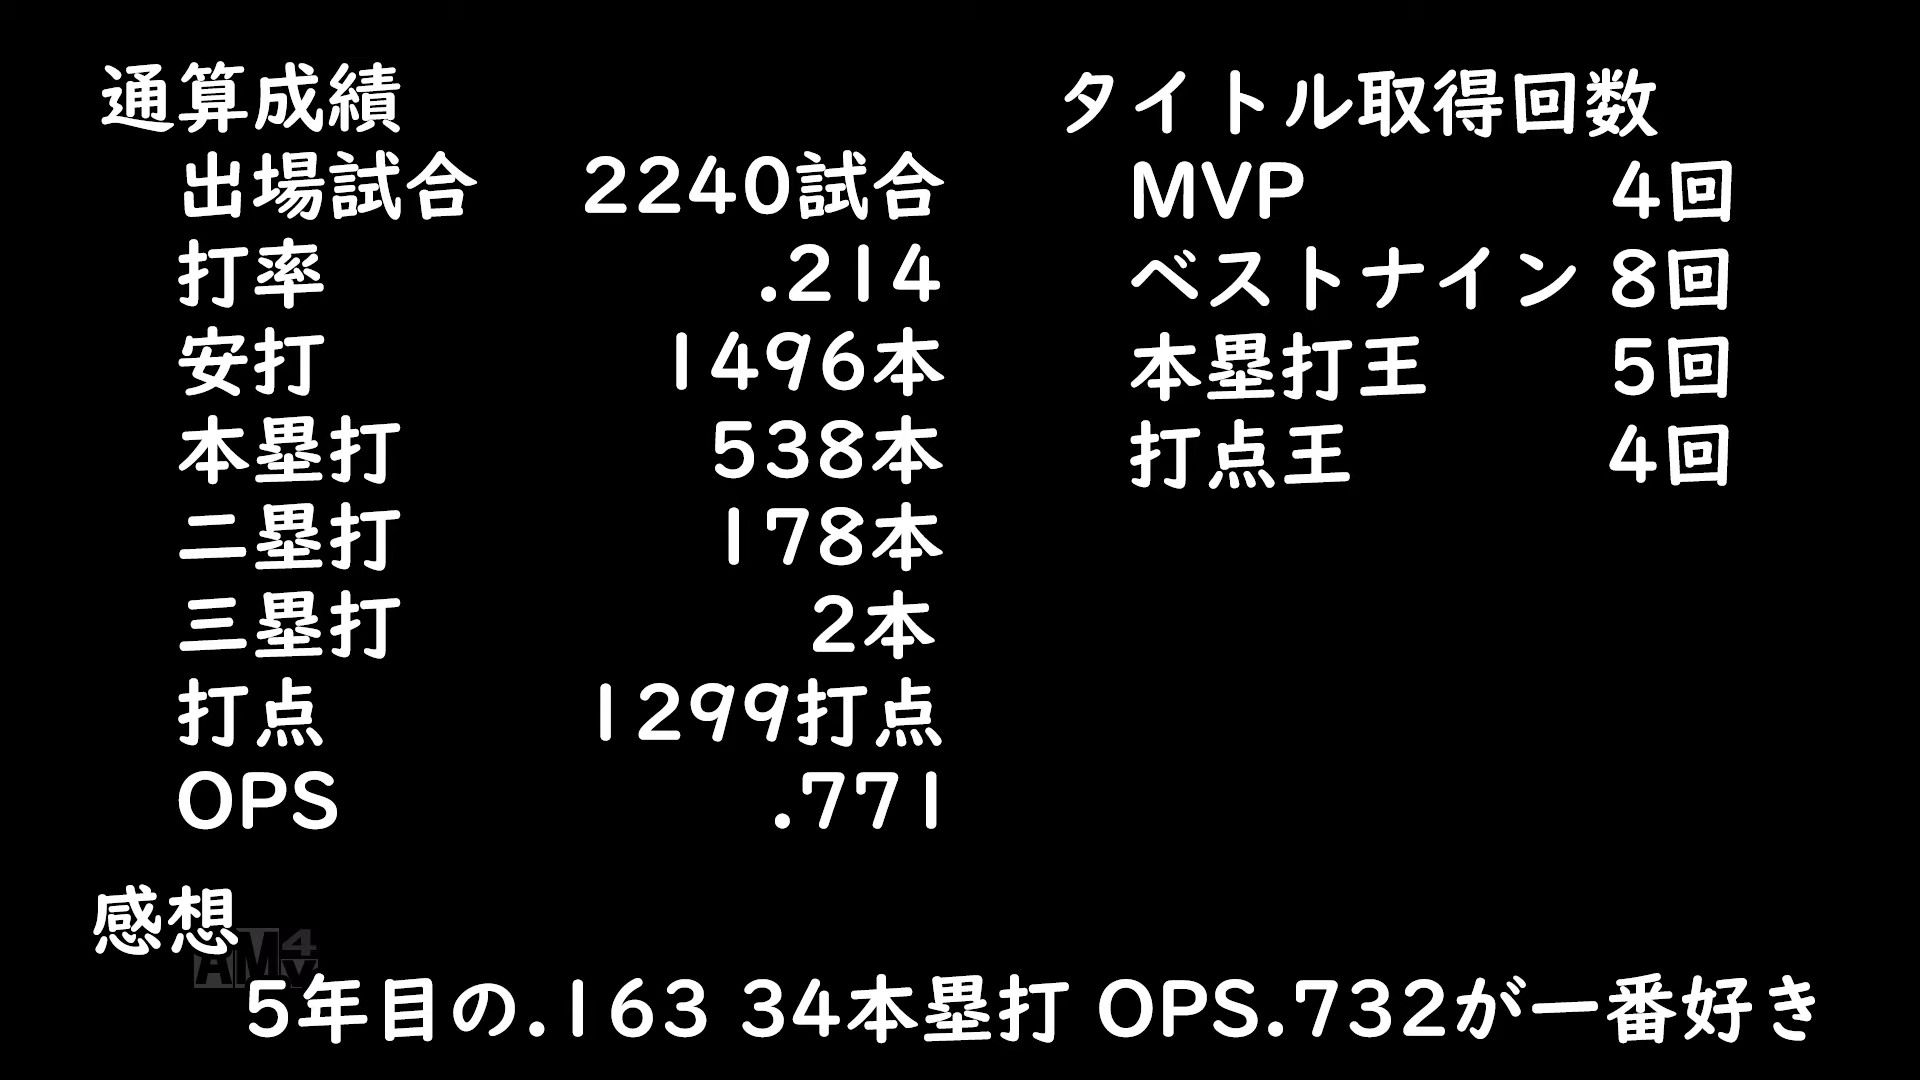 通算成績
出場試合 2240試合
打率 .214
安打 1496本
本塁打 538本
二塁打 178本
三塁打 2本
打点 1299打点
OPS .771
タイトル取得回数
MVP 4回
ベストナイン 8回
本塁打王 5回
打点王 4回
感想
AM4
5年目の.163 34本塁打 OPS.732が一番好き